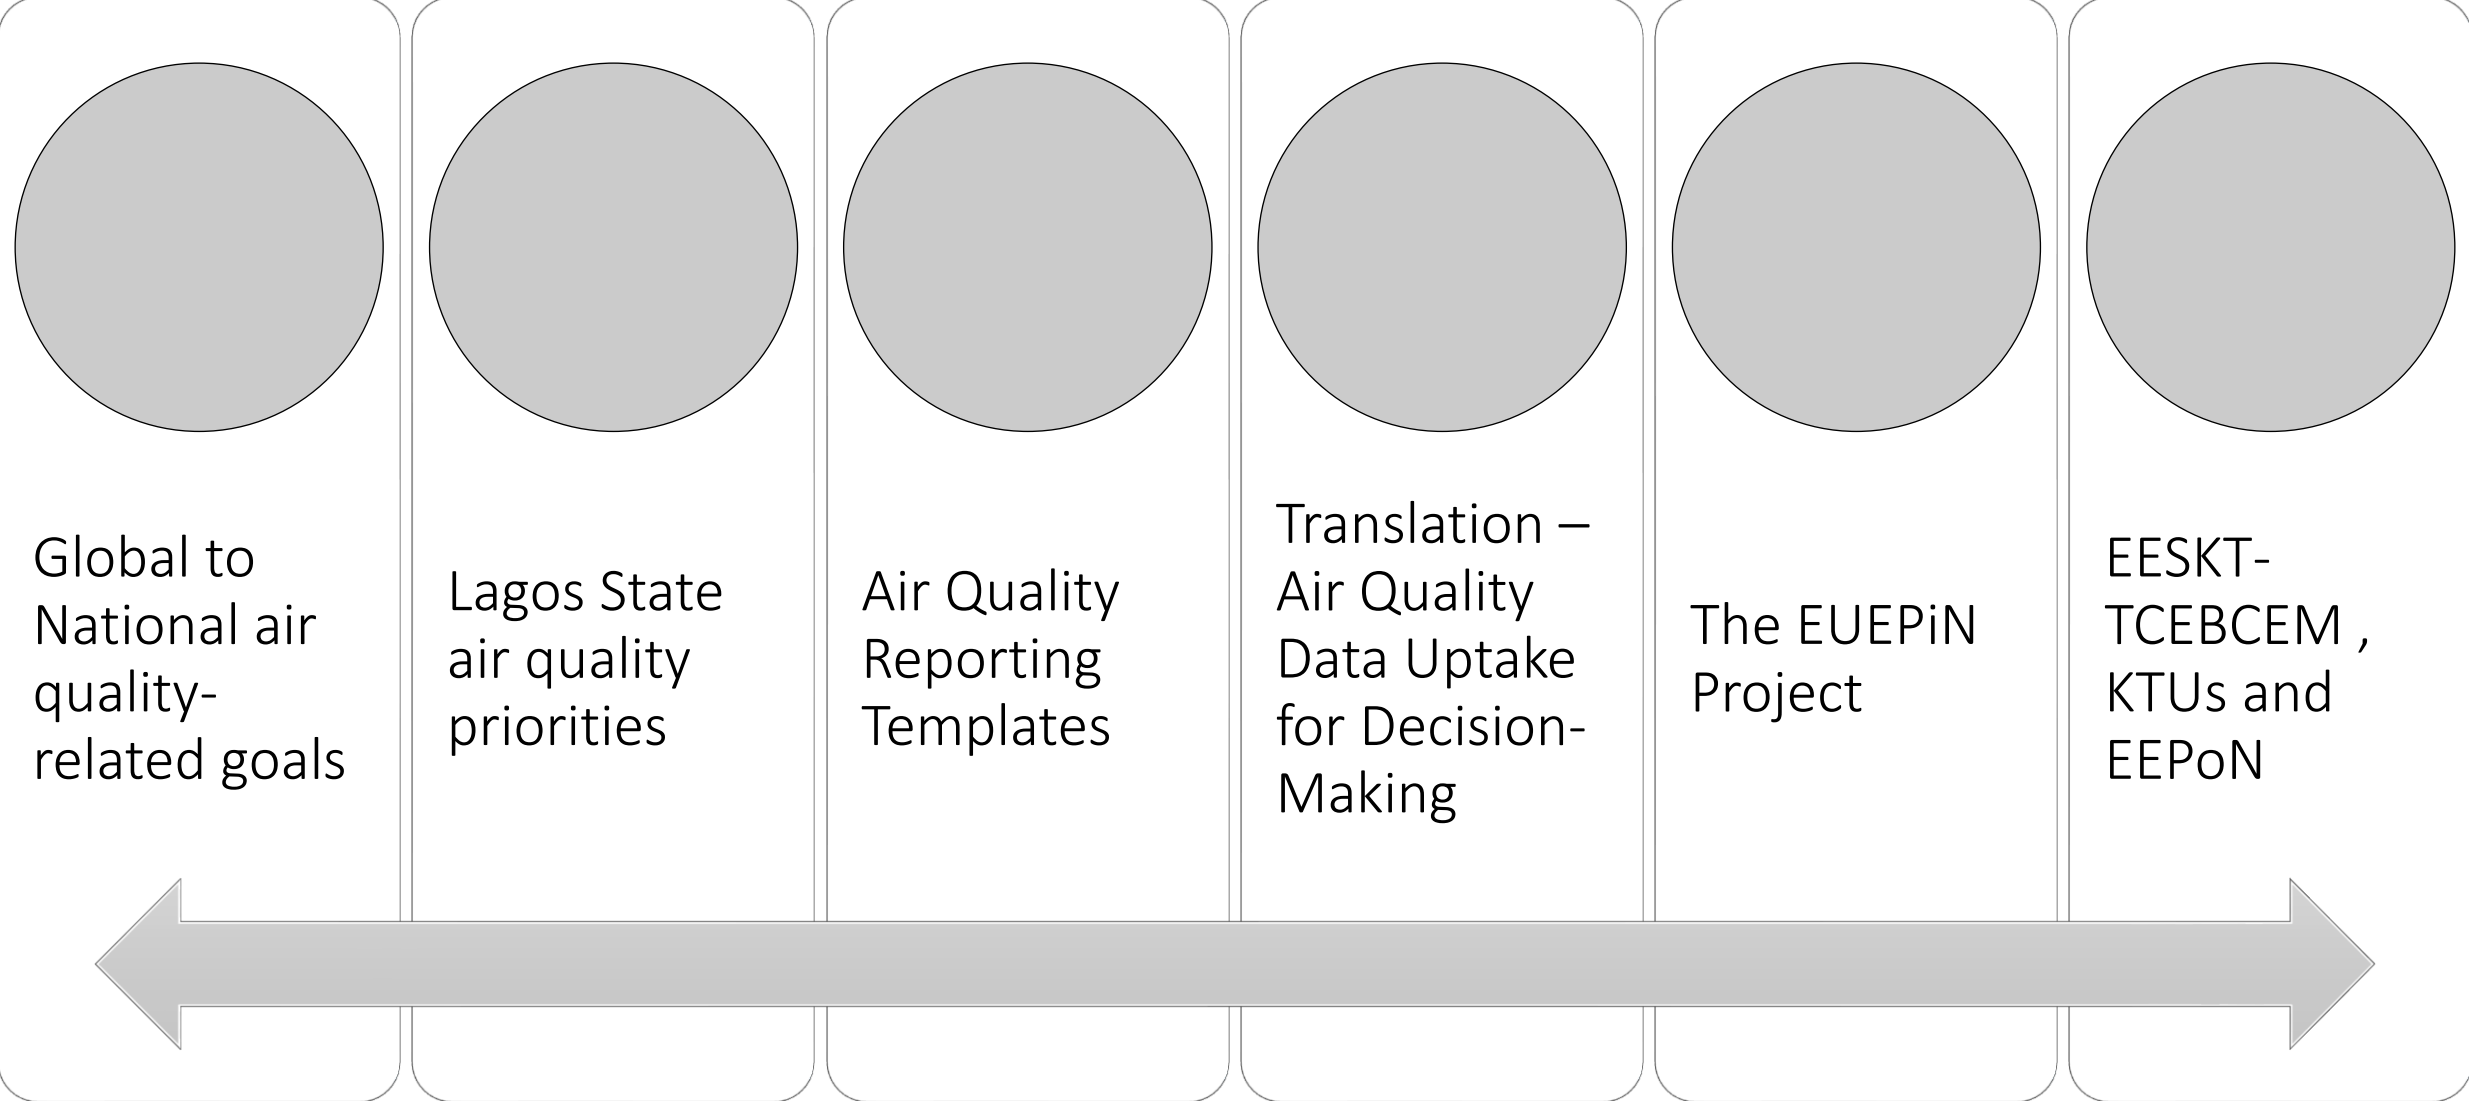 Global to
National air
quality-
related goals
Lagos State
air quality
priorities
Air Quality
Reporting
Templates
Translation –
Air Quality
Data Uptake
for Decision-
Making
The EUEPiN
Project
EESKT-
TCEBCEM ,
KTUs and
EEPoN